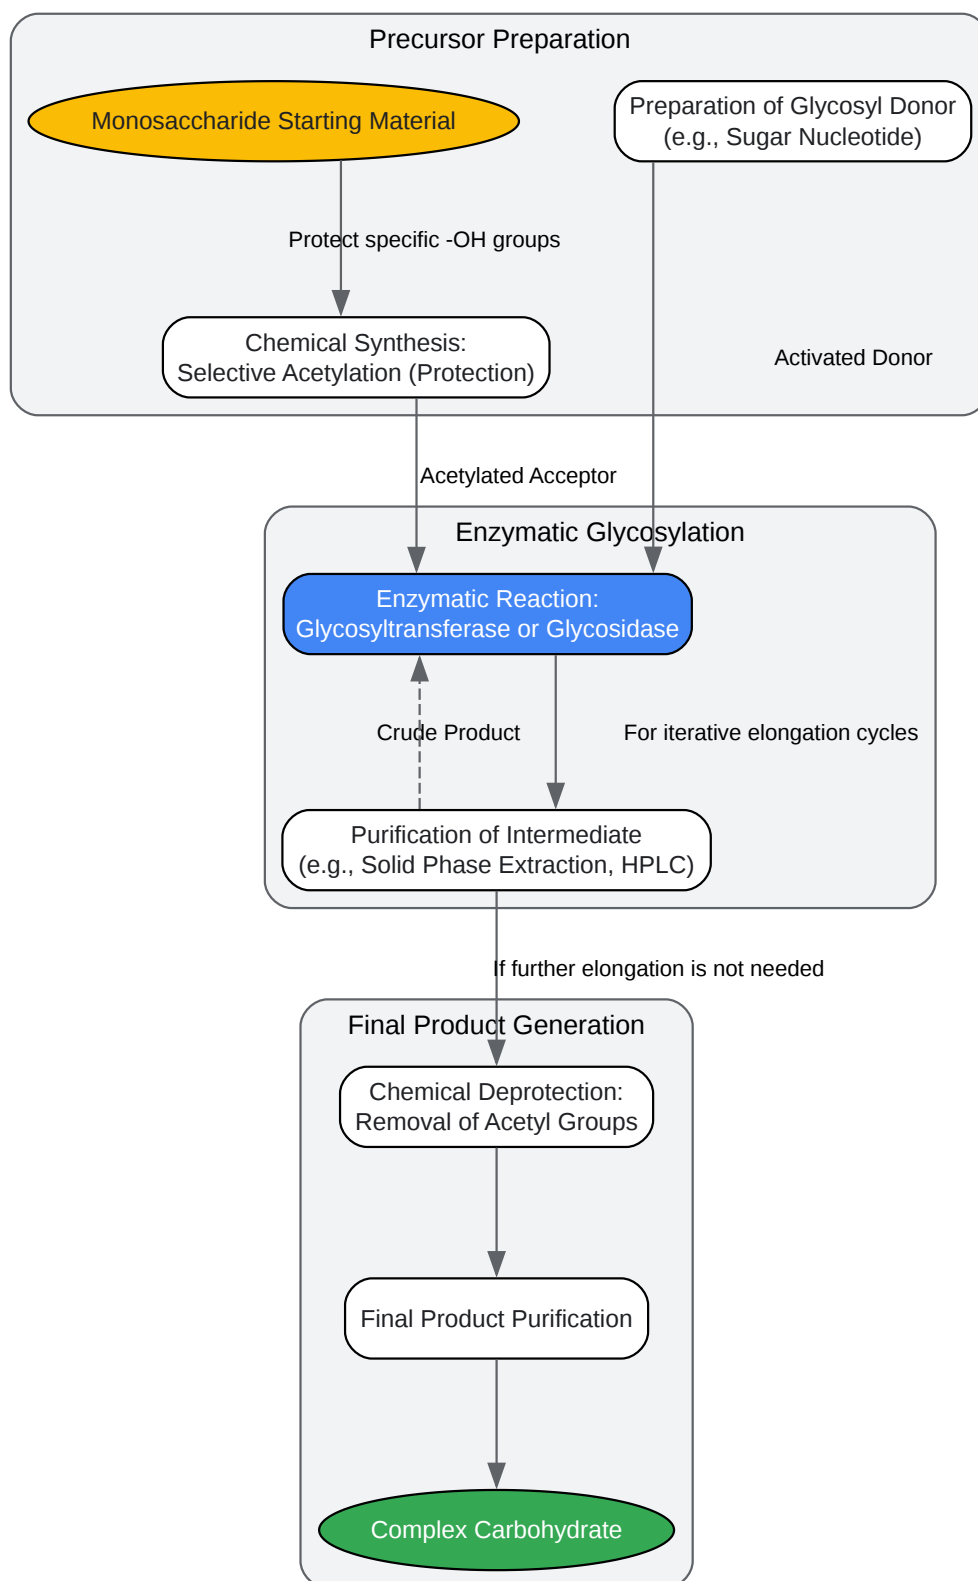 Precursor Preparation
Monosaccharide Starting Material
Preparation of Glycosyl Donor
(e.g., Sugar Nucleotide)
Protect specific -OH groups
Chemical Synthesis:
Selective Acetylation (Protection)
Activated Donor
Acetylated Acceptor
Enzymatic Glycosylation
Enzymatic Reaction:
Glycosyltransferase or Glycosidase
Crude Product
For iterative elongation cycles
Purification of Intermediate
(e.g., Solid Phase Extraction, HPLC)
If further elongation is not needed
Final Product Generation
Chemical Deprotection:
Removal of Acetyl Groups
Final Product Purification
Complex Carbohydrate